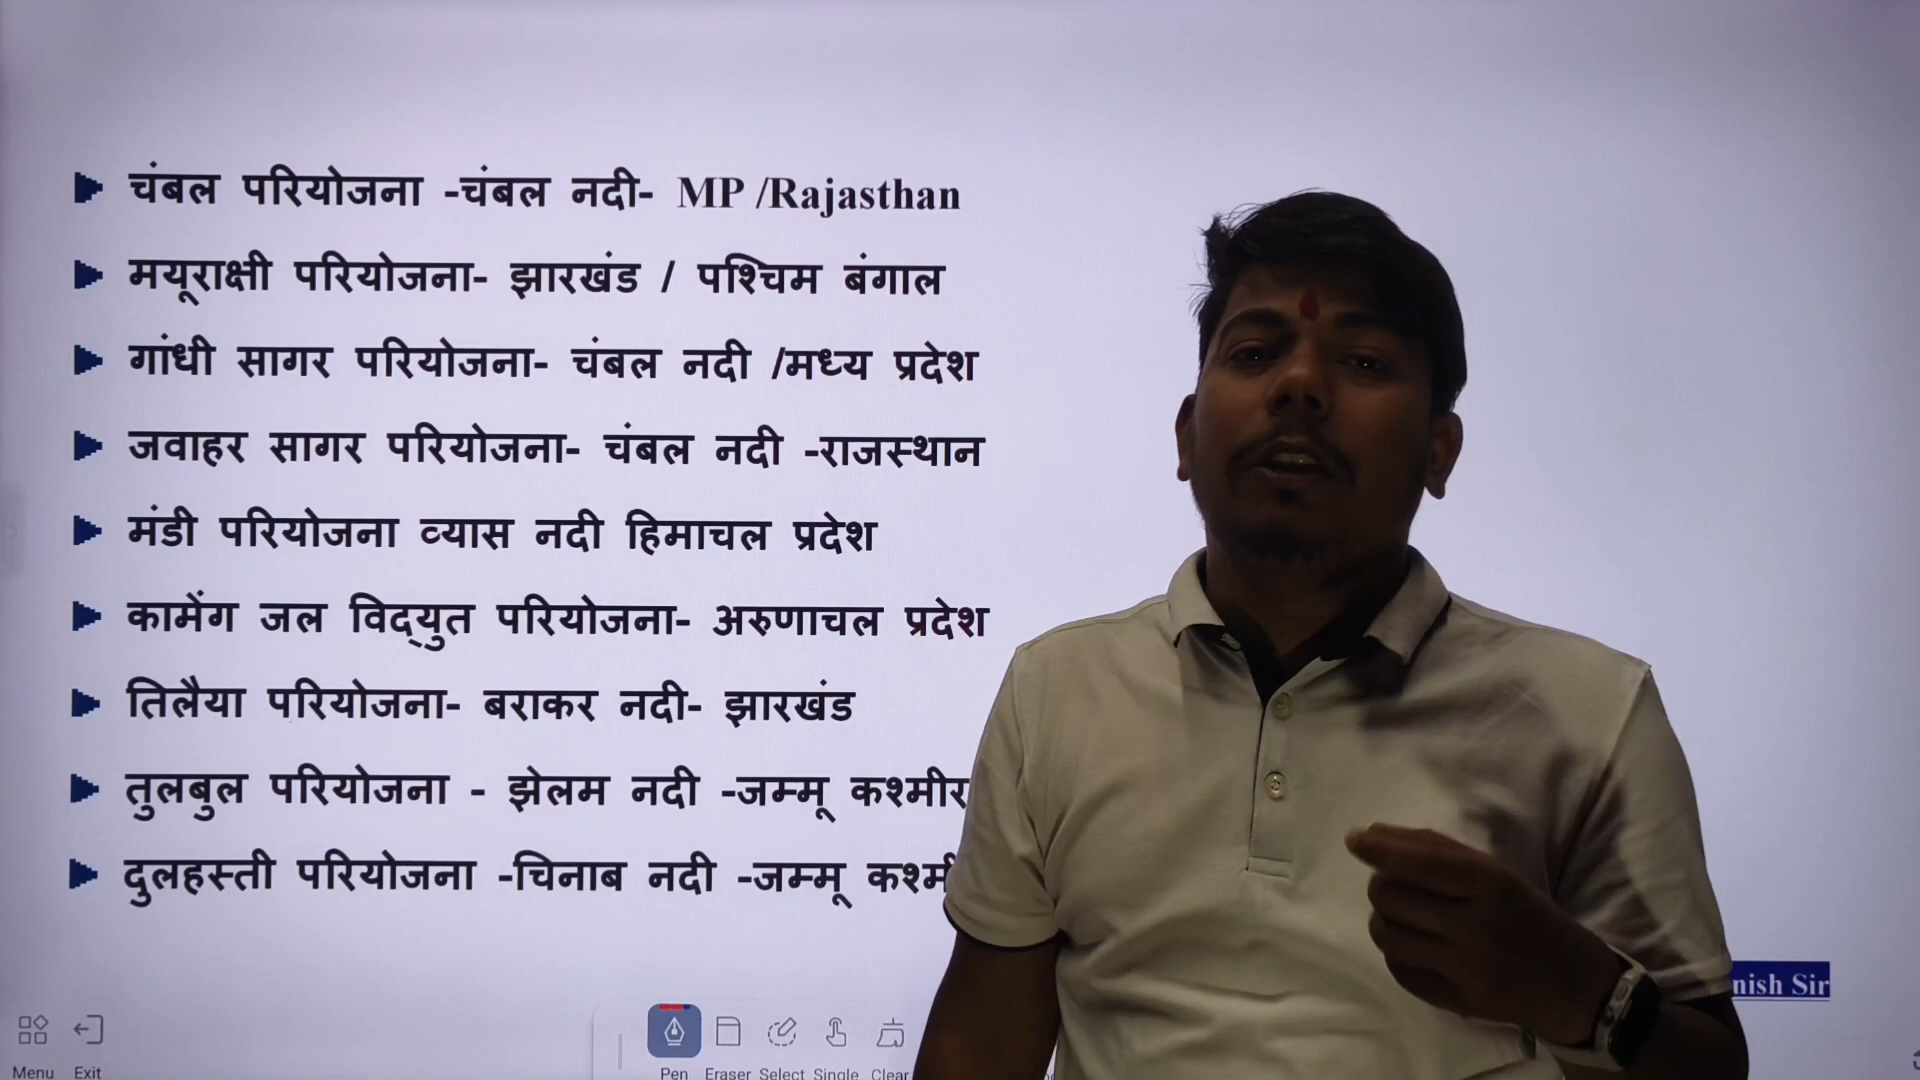 चंबल परियोजना -चंबल नदी- MP /Rajasthan
मयूराक्षी परियोजना- झारखंड / पश्चिम बंगाल
गांधी सागर परियोजना- चंबल नदी /मध्य प्रदेश
जवाहर सागर परियोजना- चंबल नदी -राजस्थान
मंडी परियोजना व्यास नदी हिमाचल प्रदेश
कामेंग जल विद्युत परियोजना- अरुणाचल प्रदेश
तिलैया परियोजना- बराकर नदी- झारखंड
तुलबुल परियोजना - झेलम नदी -जम्मू कश्मीर
दुलहस्ती परियोजना -चिनाब नदी -जम्मू
Sir
Menu Exit Pen Eraser Select Single Clear